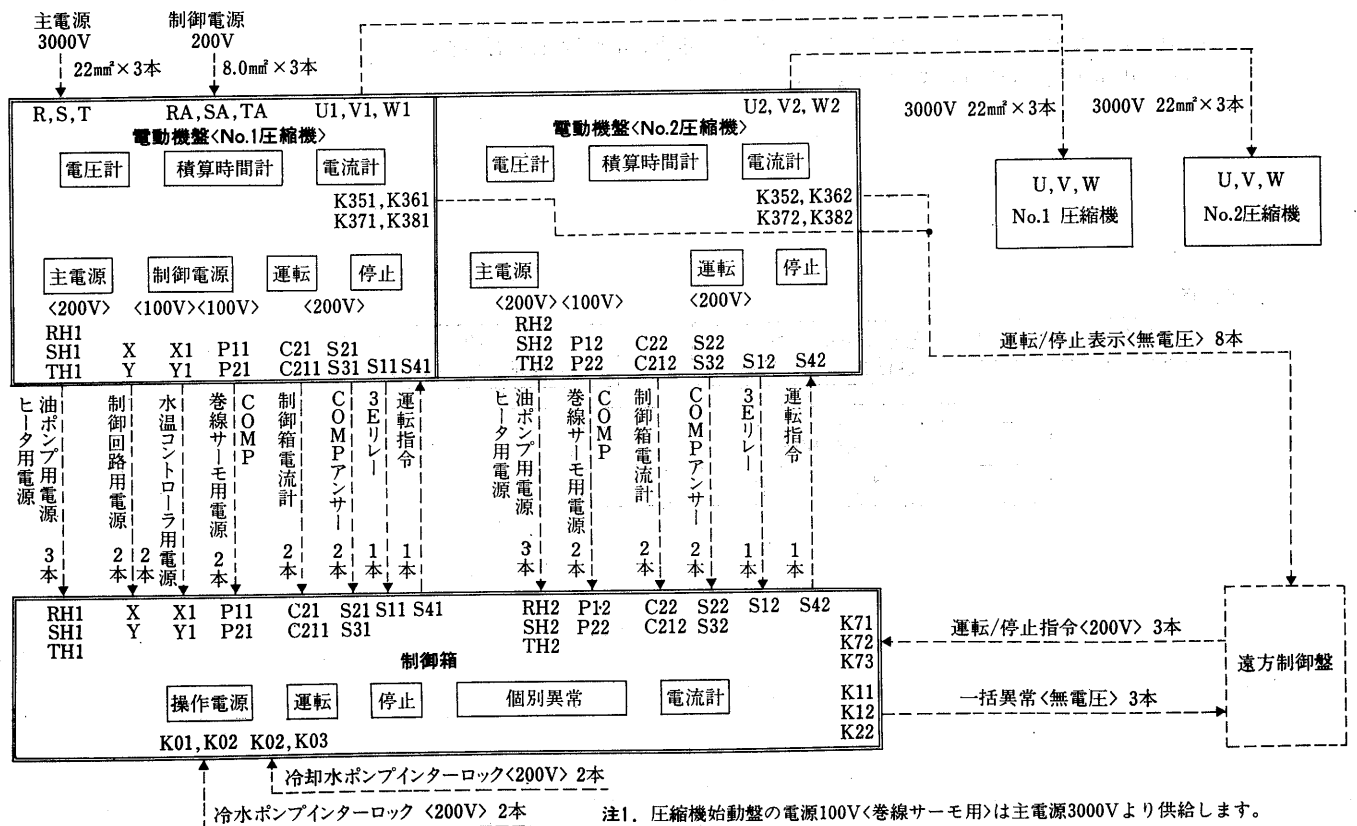 主電源
3000V
制御電源
200V
22mm²×3本
8.0mm²×3本
R,S,T
RA,SA,TA
U1,V1,W1
電動機盤<No.1圧縮機>
電圧計
積算時間計
電流計
K351,K361
K371,K381
主電源
制御電源
運転
停止
<200V>
<100V><100V>
<200V>
RH1
SH1
TH1
X
Y
X1
Y1
P11
P21
C21
C211
S21
S31
S11
S41
U2,V2,W2
電動機盤<No.2圧縮機>
電圧計
積算時間計
電流計
K352,K362
K372,K382
主電源
運転
停止
<200V>
<100V>
<200V>
RH2
SH2
TH2
P12
P22
C22
C212
S22
S32
S12
S42
3000V 22mm²×3本
3000V 22mm²×3本
U,V,W
No.1 圧縮機
U,V,W
No.2圧縮機
運転/停止表示<無電圧> 8本
油ポンプ用電源
ヒータ用電源
3本
制御回路用電源
2本
水温コントローラ用電源
2本
COMP
巻線サーモ用電源
2本
制御箱電流計
2本
COMPアンサー
2本
3Eリレー
1本
運転指令
1本
油ポンプ用電源
ヒータ用電源
3本
COMP
巻線サーモ用電源
2本
制御箱電流計
2本
COMPアンサー
2本
3Eリレー
1本
運転指令
1本
RH1
SH1
TH1
X
Y
X1
Y1
P11
P21
C21
C211
S21
S31
S11
S41
RH2
SH2
TH2
P12
P22
C22
C212
S22
S32
S12
S42
K71
K72
K73
制御箱
操作電源
運転
停止
個別異常
電流計
K11
K12
K22
K01,K02
K02,K03
運転/停止指令<200V> 3本
一括異常<無電圧> 3本
遠方制御盤
冷却水ポンプインターロック<200V> 2本
冷水ポンプインターロック <200V> 2本
注1. 圧縮機始動盤の電源100V<巻線サーモ用>は主電源3000Vより供給します。